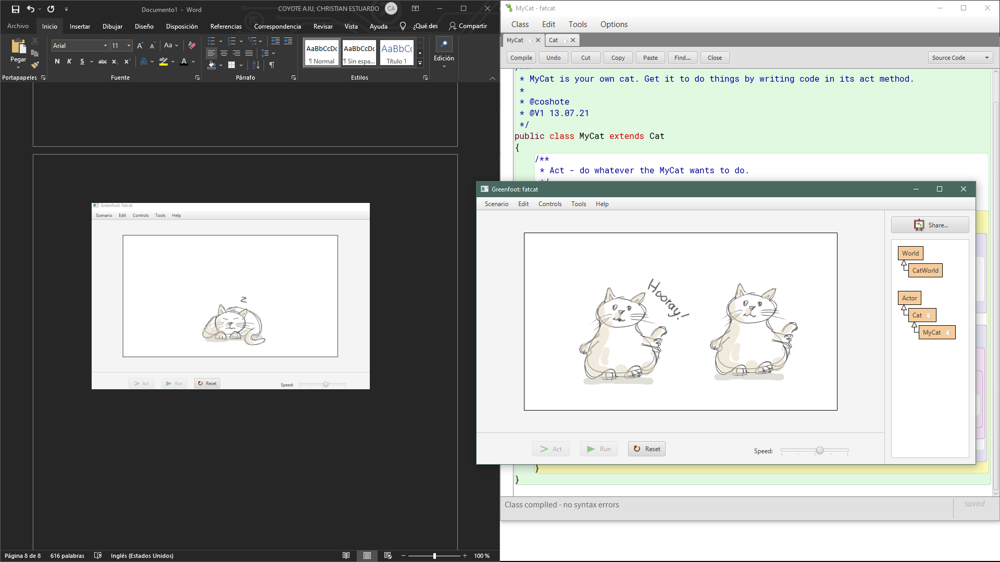 Documento1 - Word
COYOTE AJU, CHRISTIAN ESTUARDO CA
Archivo Inicio Insertar Dibujar Diseño Disposición Referencias Correspondencia Revisar Vista Ayuda ¿Qué des Compartir
Pegar
Arial 11 A A Aa A
N K S abc x₂ x² A ab A
AaBbCcDc AaBbCcDc AaBbCc
¶ Normal ¶ Sin espa... Título 1
Edición
Portapapeles Fuente Párrafo Estilos
Greenfoot: fatcat
Scenario Edit Controls Tools Help
z
Act Run Reset Speed:
Página 8 de 8 616 palabras Inglés (Estados Unidos) 100 %
MyCat - fatcat
Class Edit Tools Options
MyCat Cat
Compile Undo Cut Copy Paste Find... Close Source Code
* MyCat is your own cat. Get it to do things by writing code in its act method.
*
* @coshote
* @V1 13.07.21
*/
public class MyCat extends Cat
{
/**
* Act - do whatever the MyCat wants to do.
Greenfoot: fatcat
Scenario Edit Controls Tools Help
Hooray!
Share...
World
CatWorld
Actor
Cat
MyCat
Act Run Reset Speed:
}
}
Class compiled - no syntax errors
saved